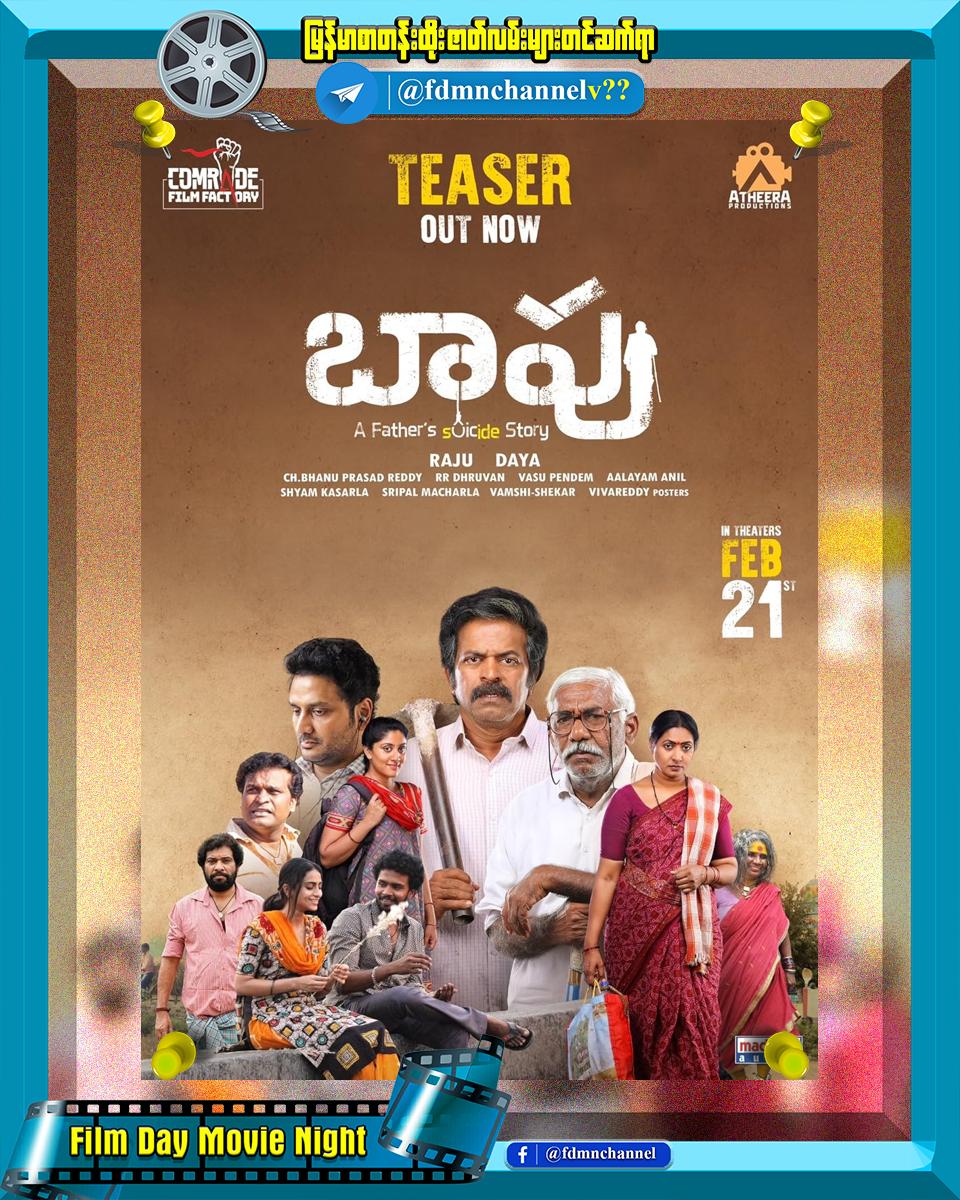 မြန်မာစာတန်းထိုးဇာတ်လမ်းများတင်ဆက်ရာ
@fdmnchannelv??
COMRADE
FILM FACTORY
TEASER
OUT NOW
ATHEERA
PRODUCTIONS
బాపు
A Father's suicide Story
RAJU DAYA
CH.BHANU PRASAD REDDY RR DHRUVAN VASU PENDEM AALAYAM ANIL
SHYAM KASARLA SRIPAL MACHARLA VAMSHI-SHEKAR VIVAREDDY POSTERS
IN THEATERS
FEB
21ST
Film Day Movie Night
@fdmnchannel